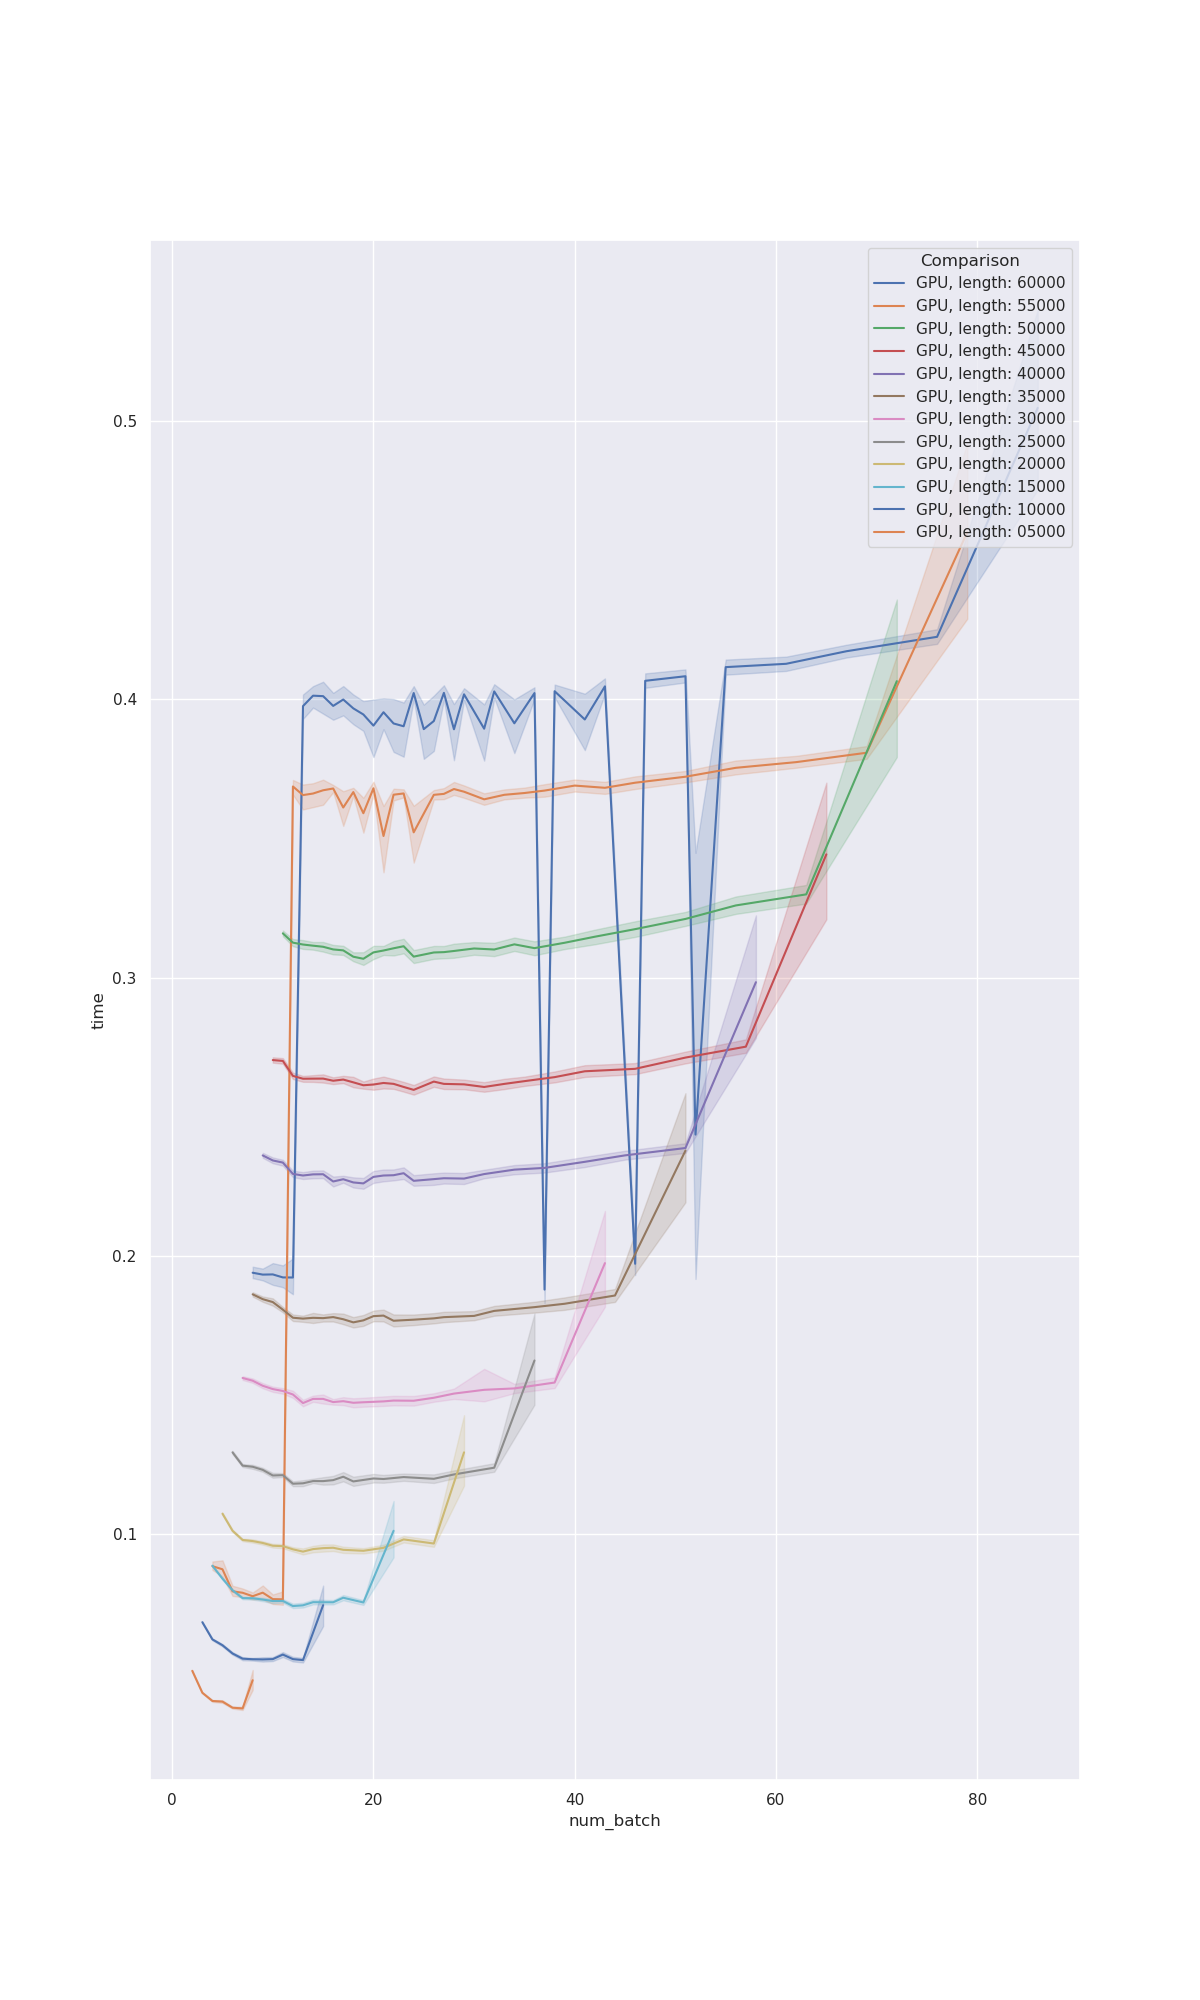 Comparison
GPU, length: 60000
GPU, length: 55000
GPU, length: 50000
GPU, length: 45000
GPU, length: 40000
GPU, length: 35000
GPU, length: 30000
GPU, length: 25000
GPU, length: 20000
GPU, length: 15000
GPU, length: 10000
GPU, length: 05000
0.5
0.4
0.3
time
0.2
0.1
0 20 40 60 80
num_batch